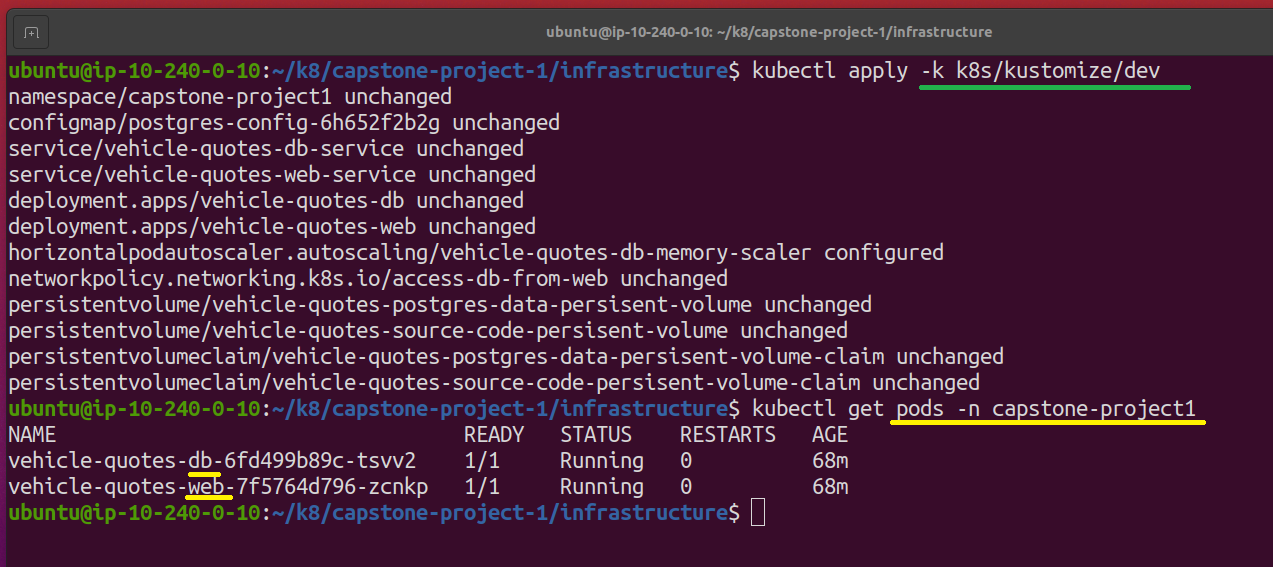 ubuntu@ip-10-240-0-10: ~/k8/capstone-project-1/infrastructure
ubuntu@ip-10-240-0-10:~/k8/capstone-project-1/infrastructure$ kubectl apply -k k8s/kustomize/dev
namespace/capstone-project1 unchanged
configmap/postgres-config-6h652f2b2g unchanged
service/vehicle-quotes-db-service unchanged
service/vehicle-quotes-web-service unchanged
deployment.apps/vehicle-quotes-db unchanged
deployment.apps/vehicle-quotes-web unchanged
horizontalpodautoscaler.autoscaling/vehicle-quotes-db-memory-scaler configured
networkpolicy.networking.k8s.io/access-db-from-web unchanged
persistentvolume/vehicle-quotes-postgres-data-persisent-volume unchanged
persistentvolume/vehicle-quotes-source-code-persisent-volume unchanged
persistentvolumeclaim/vehicle-quotes-postgres-data-persisent-volume-claim unchanged
persistentvolumeclaim/vehicle-quotes-source-code-persisent-volume-claim unchanged
ubuntu@ip-10-240-0-10:~/k8/capstone-project-1/infrastructure$ kubectl get pods -n capstone-project1
NAME READY STATUS RESTARTS AGE
vehicle-quotes-db-6fd499b89c-tsvv2 1/1 Running 0 68m
vehicle-quotes-web-7f5764d796-zcnkp 1/1 Running 0 68m
ubuntu@ip-10-240-0-10:~/k8/capstone-project-1/infrastructure$